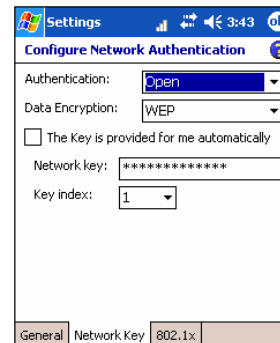 Settings 3:43 ok
Configure Network Authentication ?
Authentication: Open
Data Encryption: WEP
The Key is provided for me automatically
Network key: *************
Key index: 1
General Network Key 802.1x